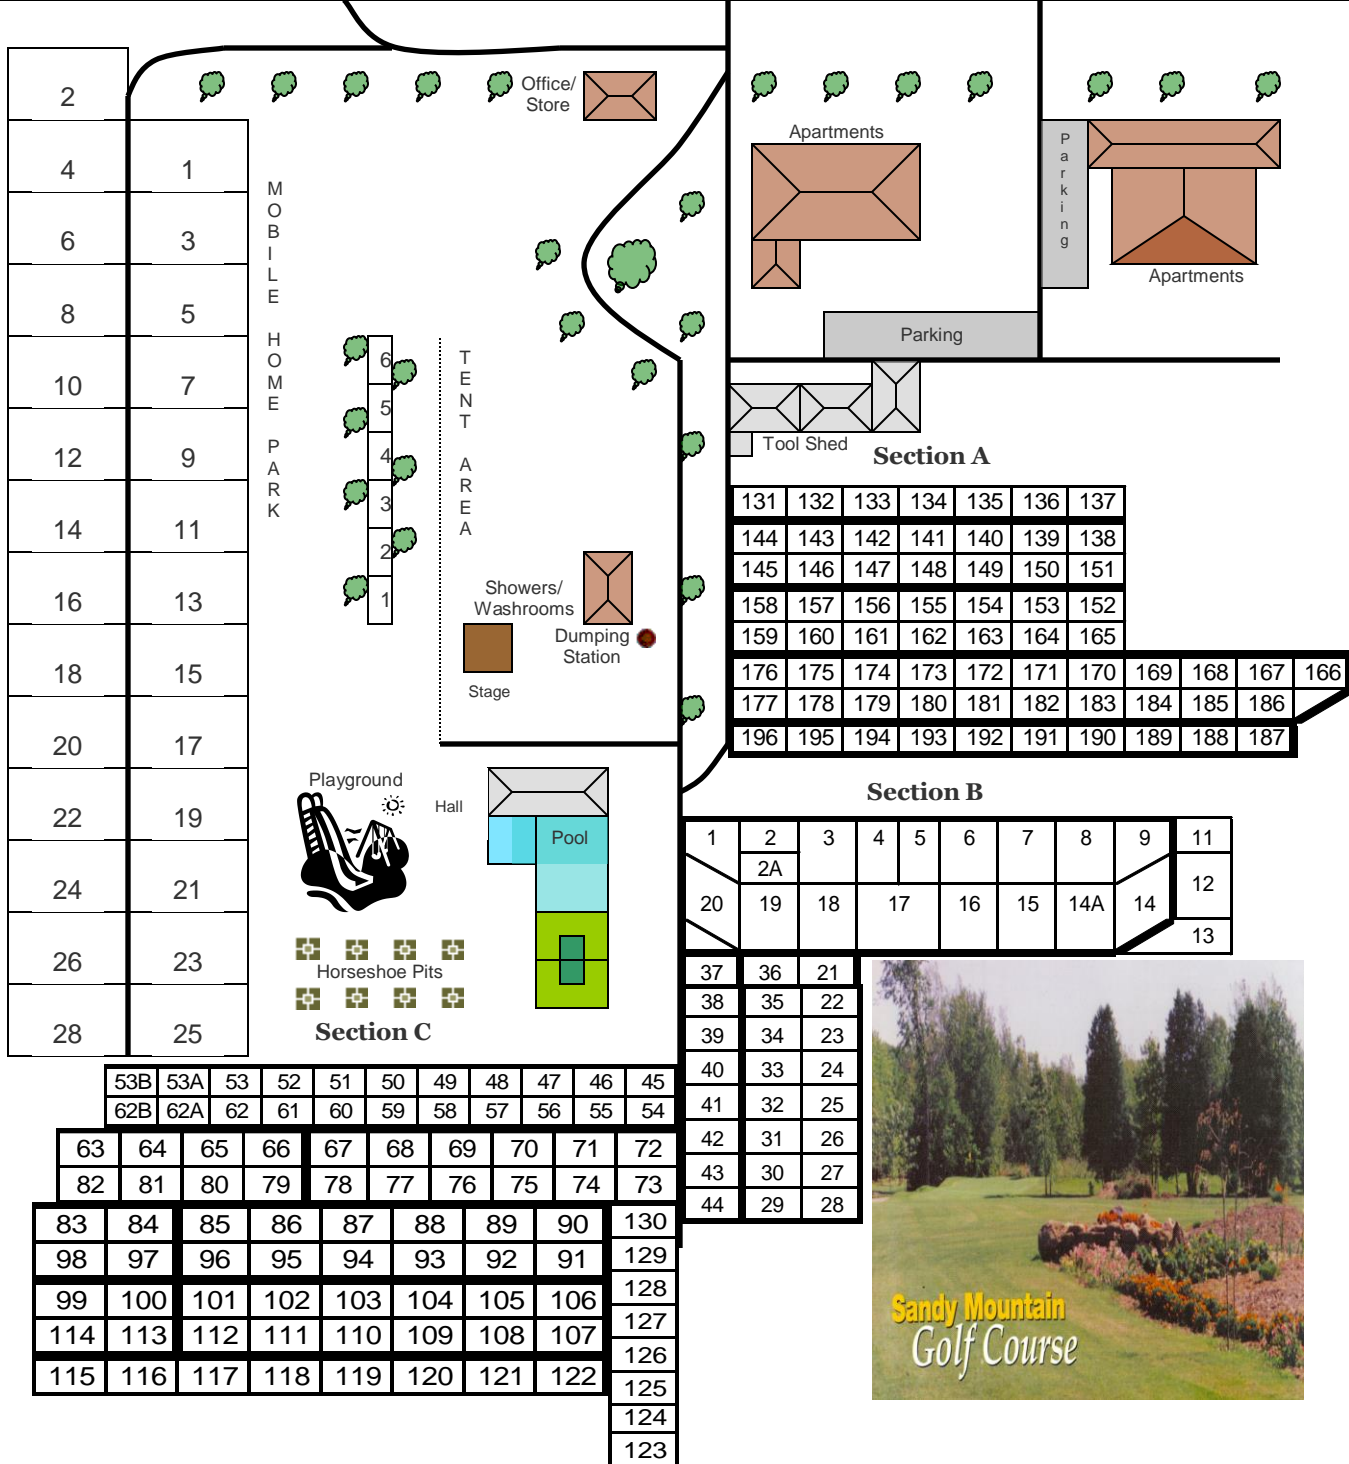 Office/
Store
Apartments
Parking
Apartments
Parking
2
4
6
8
10
12
14
16
18
20
22
24
26
28
1
3
5
7
9
11
13
15
17
19
21
23
25
MOBILE HOME PARK
6
5
4
3
2
1
TENT AREA
Tool Shed
Showers/
Washrooms
Dumping
Station
Stage
Section A
131 132 133 134 135 136 137
144 143 142 141 140 139 138
145 146 147 148 149 150 151
158 157 156 155 154 153 152
159 160 161 162 163 164 165
176 175 174 173 172 171 170 169 168 167 166
177 178 179 180 181 182 183 184 185 186
196 195 194 193 192 191 190 189 188 187
Playground
Hall
Pool
Horseshoe Pits
Section B
1 2 3 4 5 6 7 8 9 11
2A
12
20 19 18 17 16 15 14A 14
13
37 36 21
38 35 22
39 34 23
40 33 24
41 32 25
42 31 26
43 30 27
44 29 28
Section C
53B 53A 53 52 51 50 49 48 47 46 45
62B 62A 62 61 60 59 58 57 56 55 54
63 64 65 66 67 68 69 70 71 72
82 81 80 79 78 77 76 75 74 73
83 84 85 86 87 88 89 90
98 97 96 95 94 93 92 91
99 100 101 102 103 104 105 106
114 113 112 111 110 109 108 107
115 116 117 118 119 120 121 122
130
129
128
127
126
125
124
123
Sandy Mountain
Golf Course